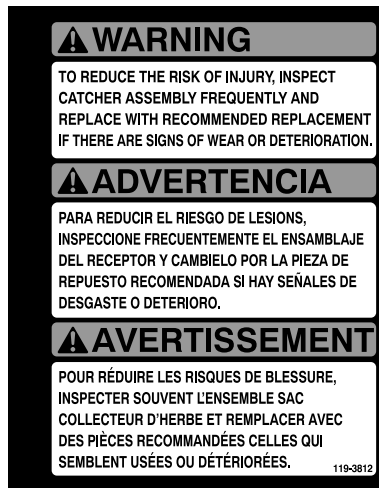 WARNING
TO REDUCE THE RISK OF INJURY, INSPECT
CATCHER ASSEMBLY FREQUENTLY AND
REPLACE WITH RECOMMENDED REPLACEMENT
IF THERE ARE SIGNS OF WEAR OR DETERIORATION.
ADVERTENCIA
PARA REDUCIR EL RIESGO DE LESIONS,
INSPECCIONE FRECUENTEMENTE EL ENSAMBLAJE
DEL RECEPTOR Y CAMBIELO POR LA PIEZA DE
REPUESTO RECOMENDADA SI HAY SEÑALES DE
DESGASTE O DETERIORO.
AVERTISSEMENT
POUR RÉDUIRE LES RISQUES DE BLESSURE,
INSPECTER SOUVENT L'ENSEMBLE SAC
COLLECTEUR D'HERBE ET REMPLACER AVEC
DES PIÈCES RECOMMANDÉES CELLES QUI
SEMBLENT USÉES OU DÉTÉRIORÉES.
119-3812